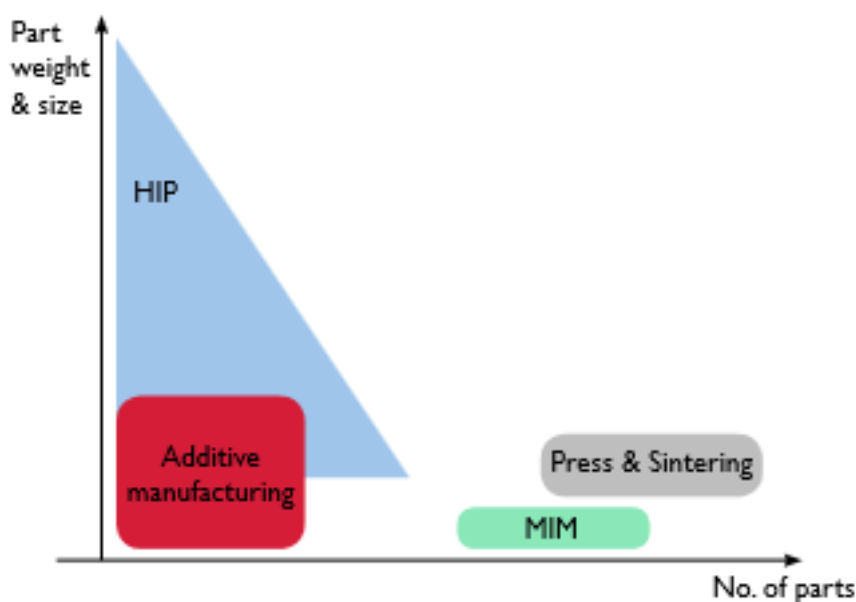 Part
weight
& size
HIP
Additive
manufacturing
Press & Sintering
MIM
No. of parts